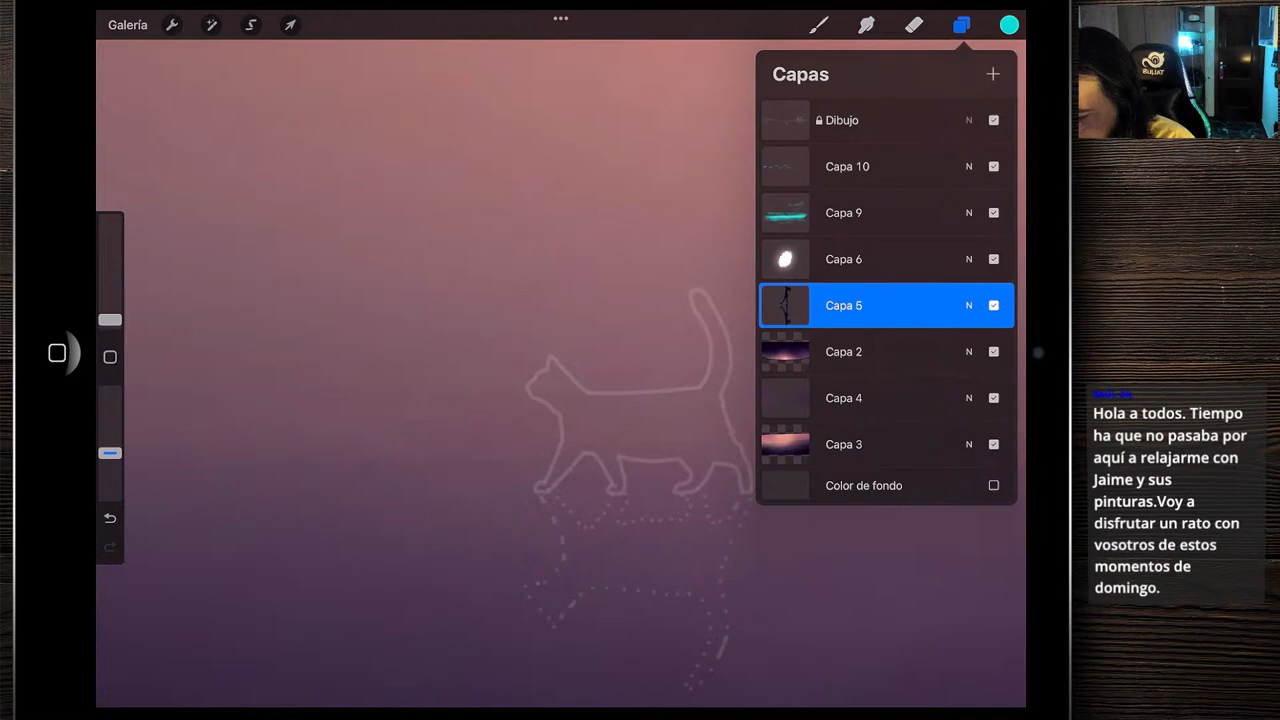 Galería
Capas
Dibujo N
Capa 10 N
Capa 9 N
Capa 6 N
Capa 5 N
Capa 2 N
Capa 4 N
Capa 3 N
Color de fondo
Hola a todos. Tiempo
ha que no pasaba por
aquí a relajarme con
Jaime y sus
pinturas.Voy a
disfrutar un rato con
vosotros de estos
momentos de
domingo.